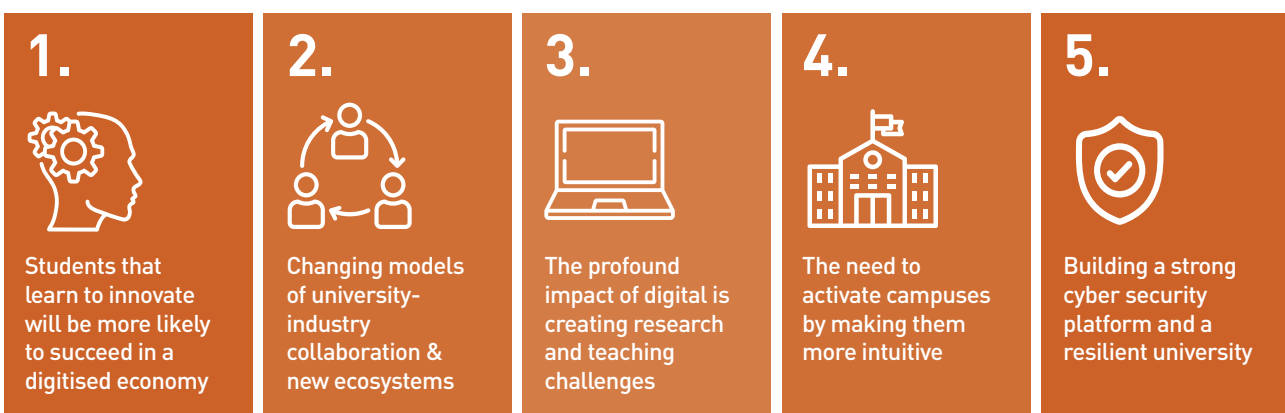 1.
Students that
learn to innovate
will be more likely
to succeed in a
digitised economy
2.
Changing models
of university-
industry
collaboration &
new ecosystems
3.
The profound
impact of digital is
creating research
and teaching
challenges
4.
The need to
activate campuses
by making them
more intuitive
5.
Building a strong
cyber security
platform and a
resilient university